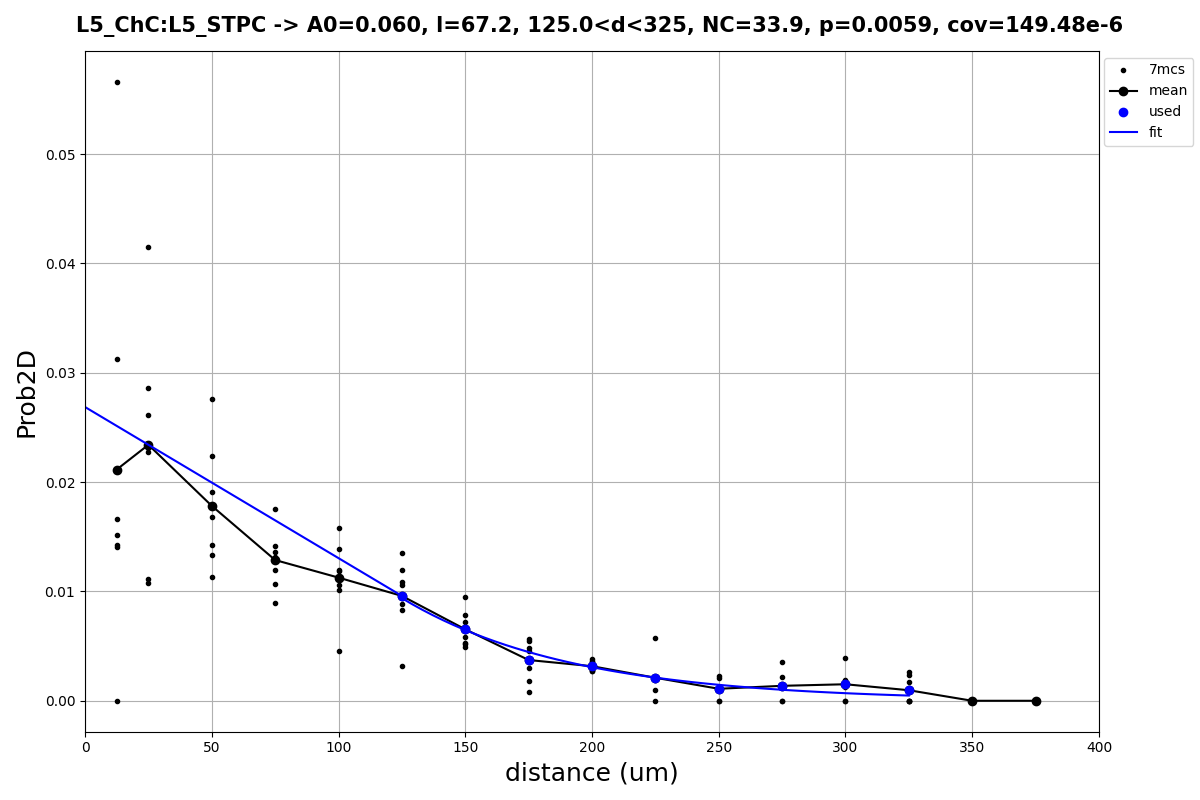 L5_ChC:L5_STPC -> A0=0.060, l=67.2, 125.0<d<325, NC=33.9, p=0.0059, cov=149.48e-6
7mcs
mean
used
fit
Prob2D
0.05
0.04
0.03
0.02
0.01
0.00
0 50 100 150 200 250 300 350 400
distance (um)